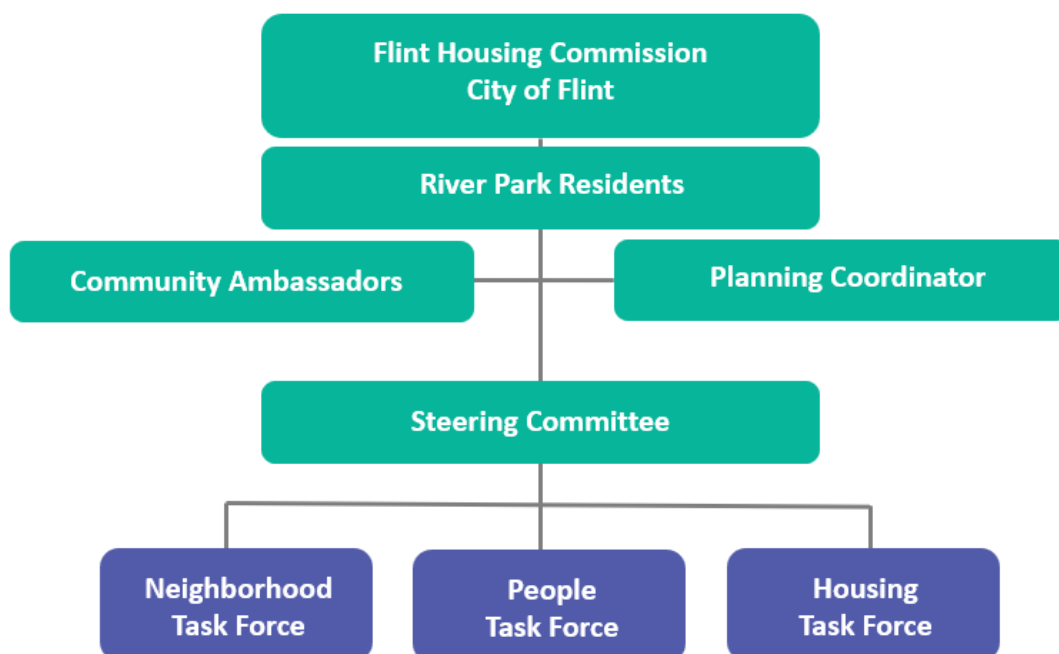 Flint Housing Commission
City of Flint
River Park Residents
Community Ambassadors
Planning Coordinator
Steering Committee
Neighborhood
Task Force
People
Task Force
Housing
Task Force